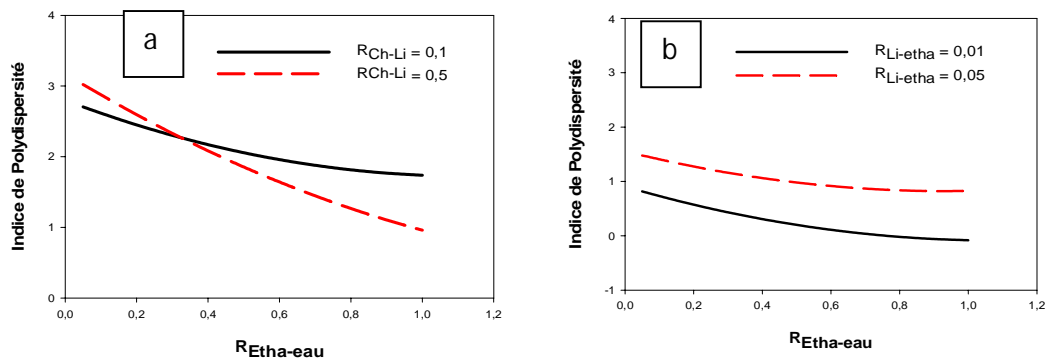 a
R Ch-Li = 0,1
RCh-Li = 0,5
Indice de Polydispersité
4
3
2
1
0
0,0 0,2 0,4 0,6 0,8 1,0 1,2
R Etha-eau
b
R Li-etha = 0,01
R Li-etha = 0,05
Indice de Polydispersité
4
3
2
1
0
-1
0,0 0,2 0,4 0,6 0,8 1,0 1,2
R Etha-eau